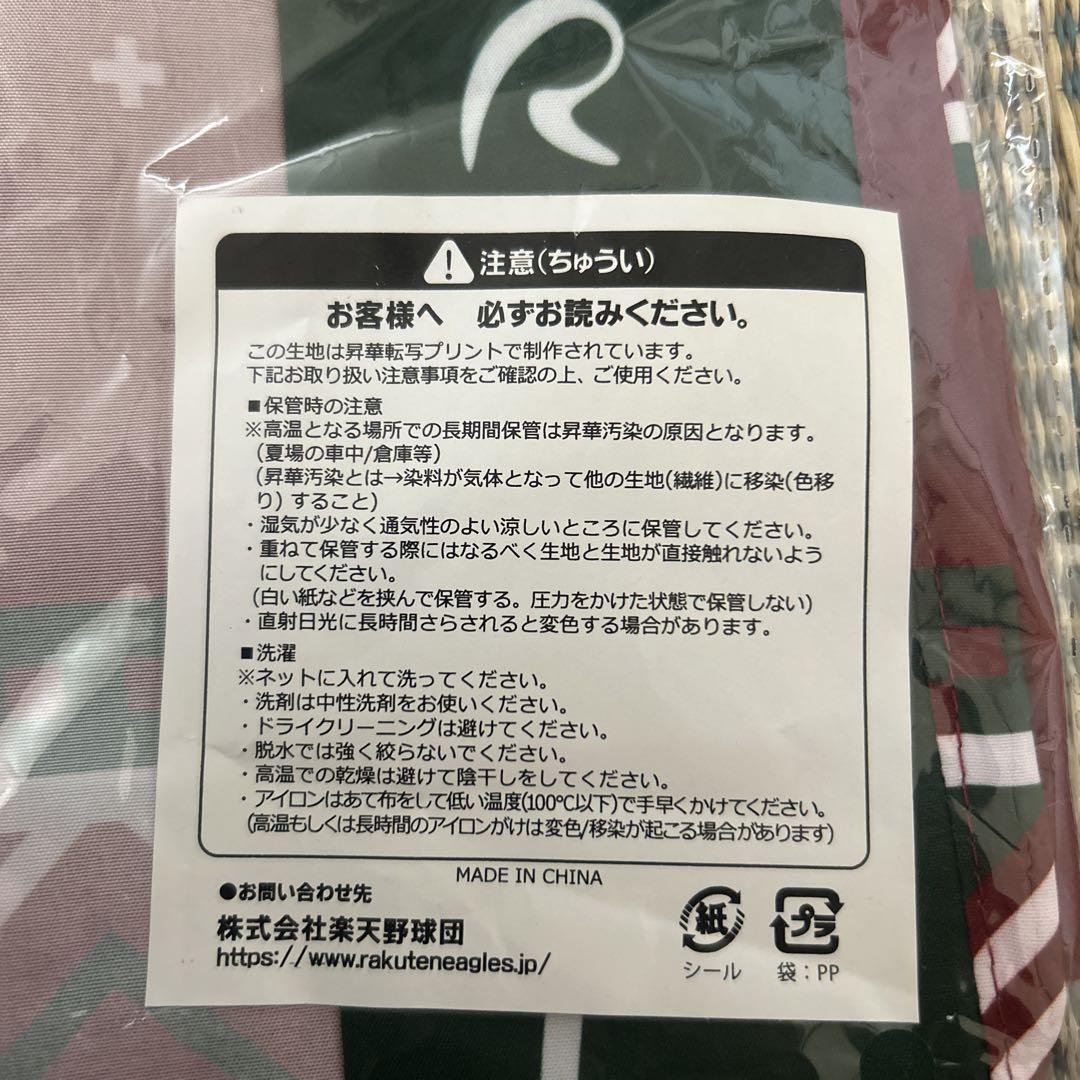 R
注意(ちゅうい)
お客様へ 必ずお読みください。
この生地は昇華転写プリントで制作されています。
下記お取り扱い注意事項をご確認の上、ご使用ください。
■保管時の注意
※高温となる場所での長期間保管は昇華汚染の原因となります。
(夏場の車中/倉庫等)
(昇華汚染とは→染料が気体となって他の生地(繊維)に移染(色移
り)すること)
・湿気が少なく通気性のよい涼しいところに保管してください。
・重ねて保管する際にはなるべく生地と生地が直接触れないよう
にしてください。
(白い紙などを挟んで保管する。圧力をかけた状態で保管しない)
・直射日光に長時間さらされると変色する場合があります。
■洗濯
※ネットに入れて洗ってください。
・洗剤は中性洗剤をお使いください。
・ドライクリーニングは避けてください。
・脱水では強く絞らないでください。
・高温での乾燥は避けて陰干しをしてください。
・アイロンはあて布をして低い温度(100℃以下)で手早くかけてください。
(高温もしくは長時間のアイロンがけは変色/移染が起こる場合があります)
MADE IN CHINA
●お問い合わせ先
株式会社楽天野球団
https://www.rakuteneagles.jp/
紙
シール
プラ
袋:PP